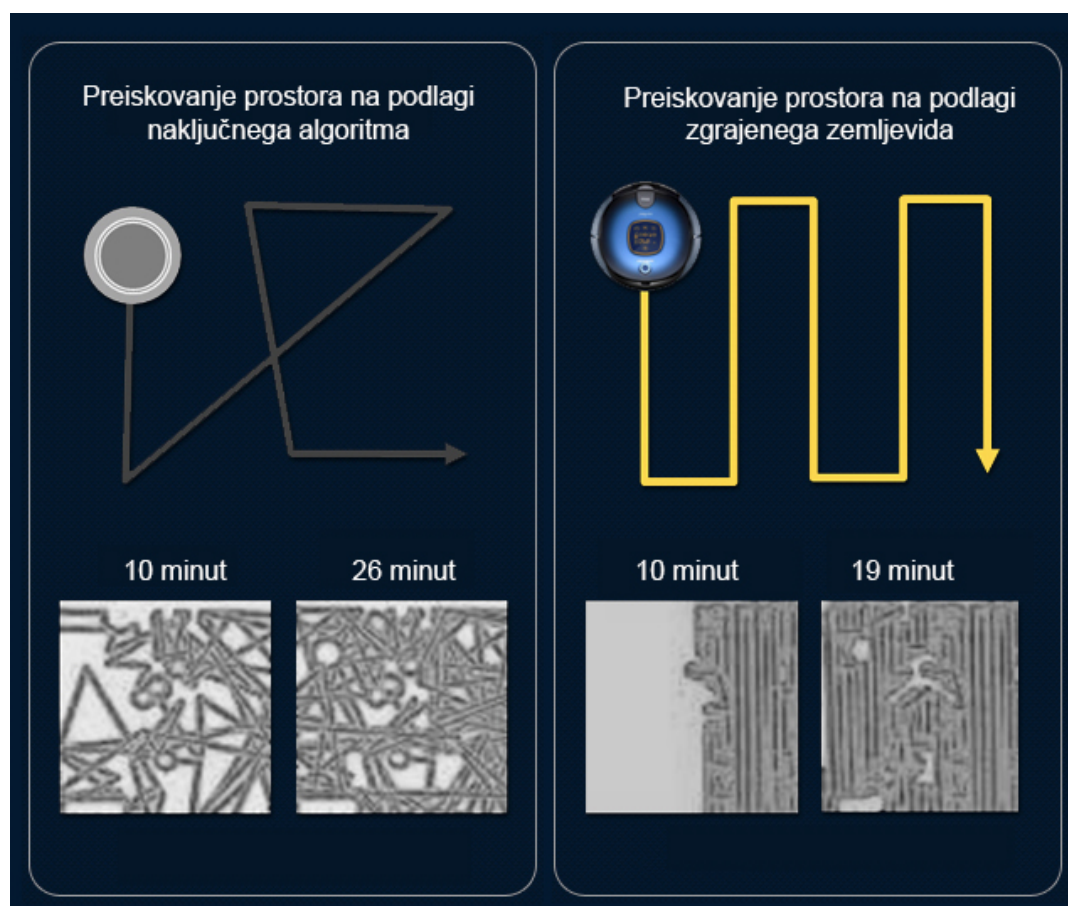 Preiskovanje prostora na podlagi
naključnega algoritma
10 minut
26 minut
Preiskovanje prostora na podlagi
zgrajenega zemljevida
10 minut
19 minut